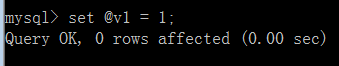 mysql> set @v1 = 1;
Query OK, 0 rows affected (0.00 sec)